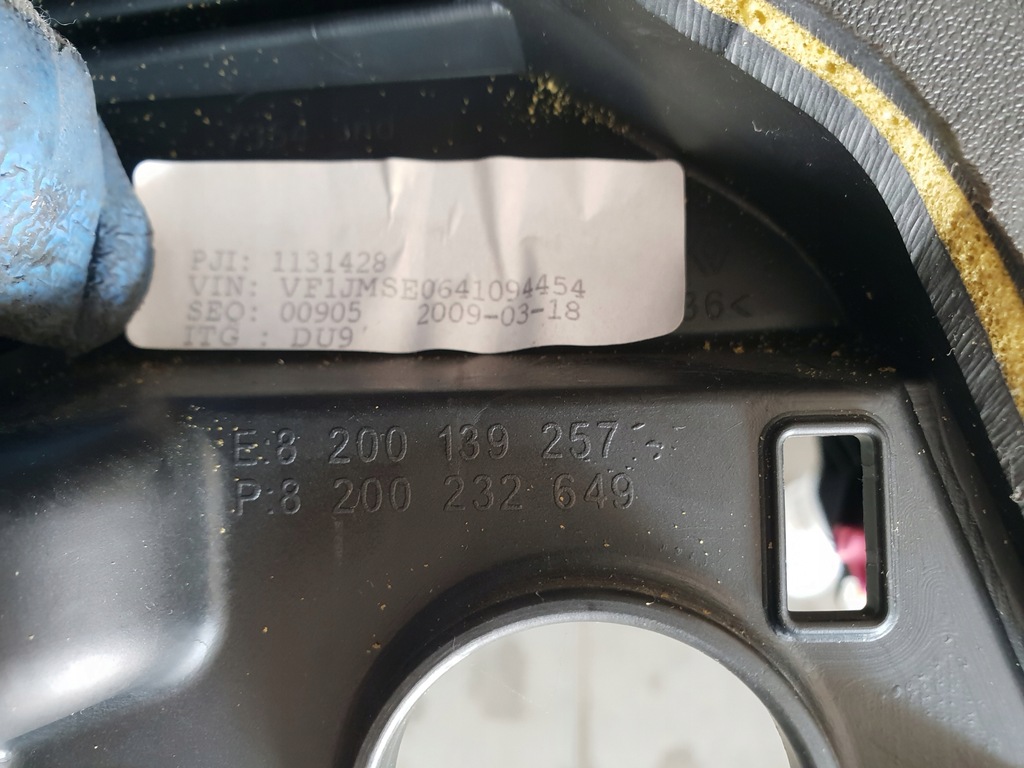 PJI: 1131428
VIN: VF1JMSE0641094454
SEQ: 00905 2009-03-18
ITG : DU9
36<
E:8 200 139 257
P:8 200 232 649